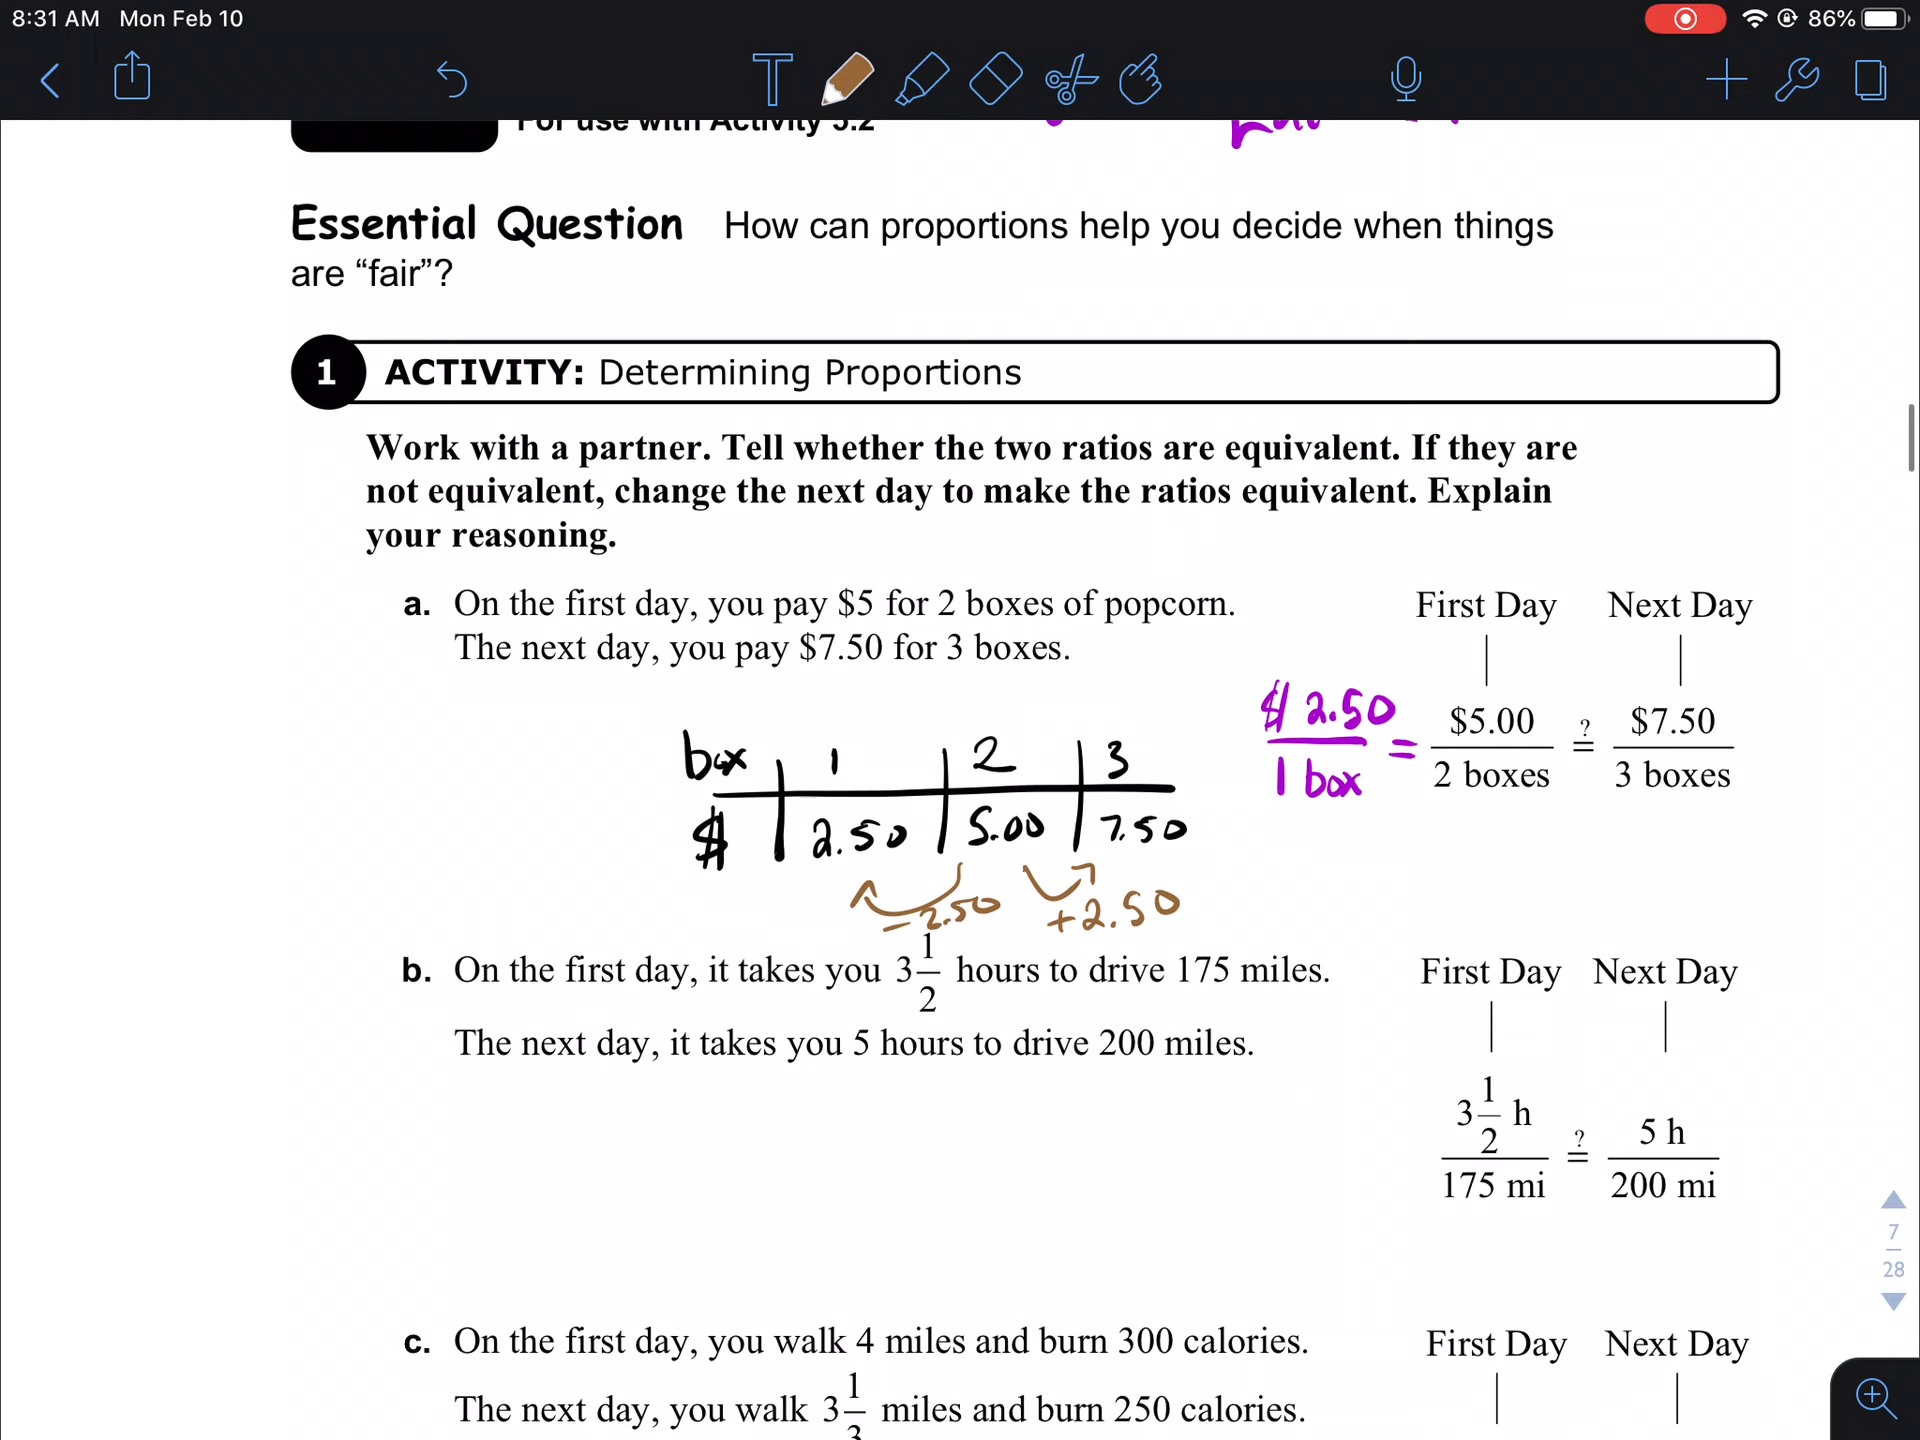 8:31 AM Mon Feb 10
86%
For use with Activity 5.2
Essential Question How can proportions help you decide when things
are “fair”?
1 ACTIVITY: Determining Proportions
Work with a partner. Tell whether the two ratios are equivalent. If they are
not equivalent, change the next day to make the ratios equivalent. Explain
your reasoning.
a. On the first day, you pay $5 for 2 boxes of popcorn.
The next day, you pay $7.50 for 3 boxes.
First Day Next Day
$2.50 / 1 box = $5.00 / 2 boxes ?= $7.50 / 3 boxes
box 1 2 3
$ 2.50 5.00 7.50
-2.50 +2.50
b. On the first day, it takes you 3 1/2 hours to drive 175 miles.
The next day, it takes you 5 hours to drive 200 miles.
First Day Next Day
3 1/2 h / 175 mi ?= 5 h / 200 mi
7
28
c. On the first day, you walk 4 miles and burn 300 calories.
The next day, you walk 3 1/3 miles and burn 250 calories.
First Day Next Day